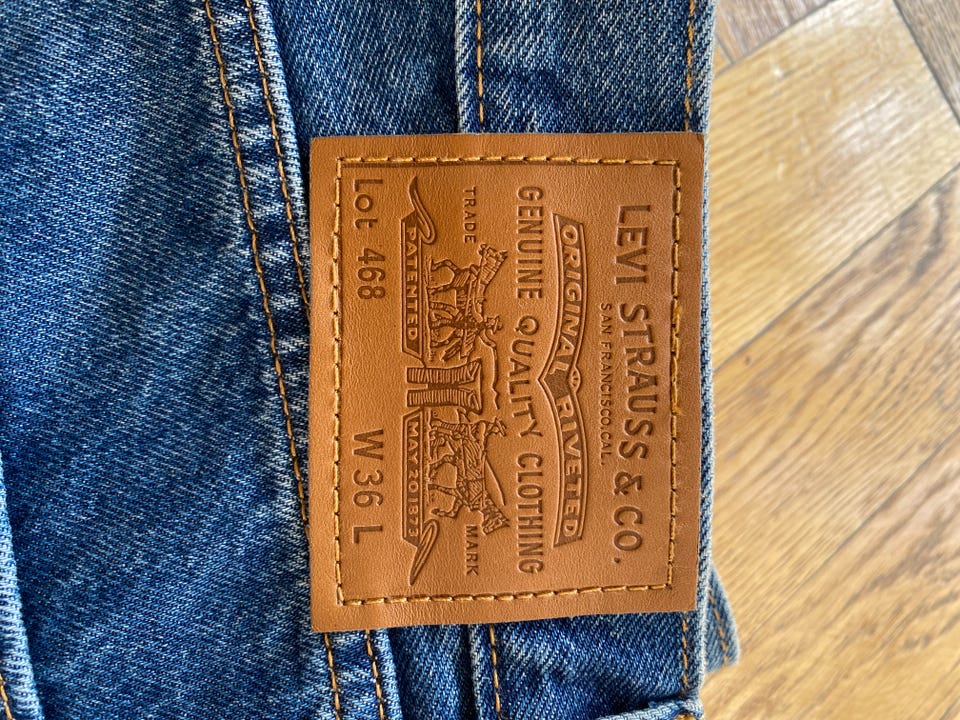 LEVI STRAUSS & CO.
SAN FRANCISCO, CAL.
ORIGINAL RIVETED
GENUINE QUALITY CLOTHING
TRADE MARK
PATENTED MAY 20 1873
Lot 468 W 36 L